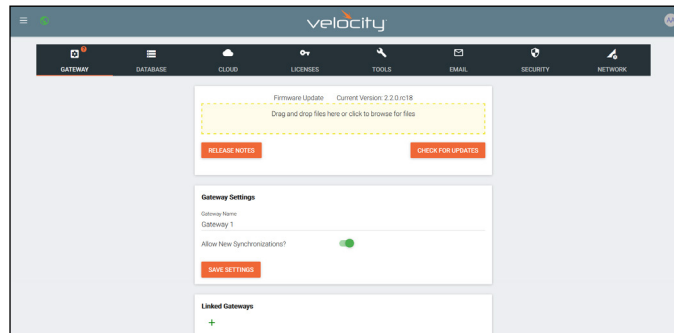 velocity
GATEWAY DATABASE CLOUD LICENSES TOOLS EMAIL SECURITY NETWORK
Firmware Update Current Version: 2.2.0.rc18
Drag and drop files here or click to browse for files
RELEASE NOTES CHECK FOR UPDATES
Gateway Settings
Gateway Name
Gateway 1
Allow New Synchronizations?
SAVE SETTINGS
Linked Gateways
+